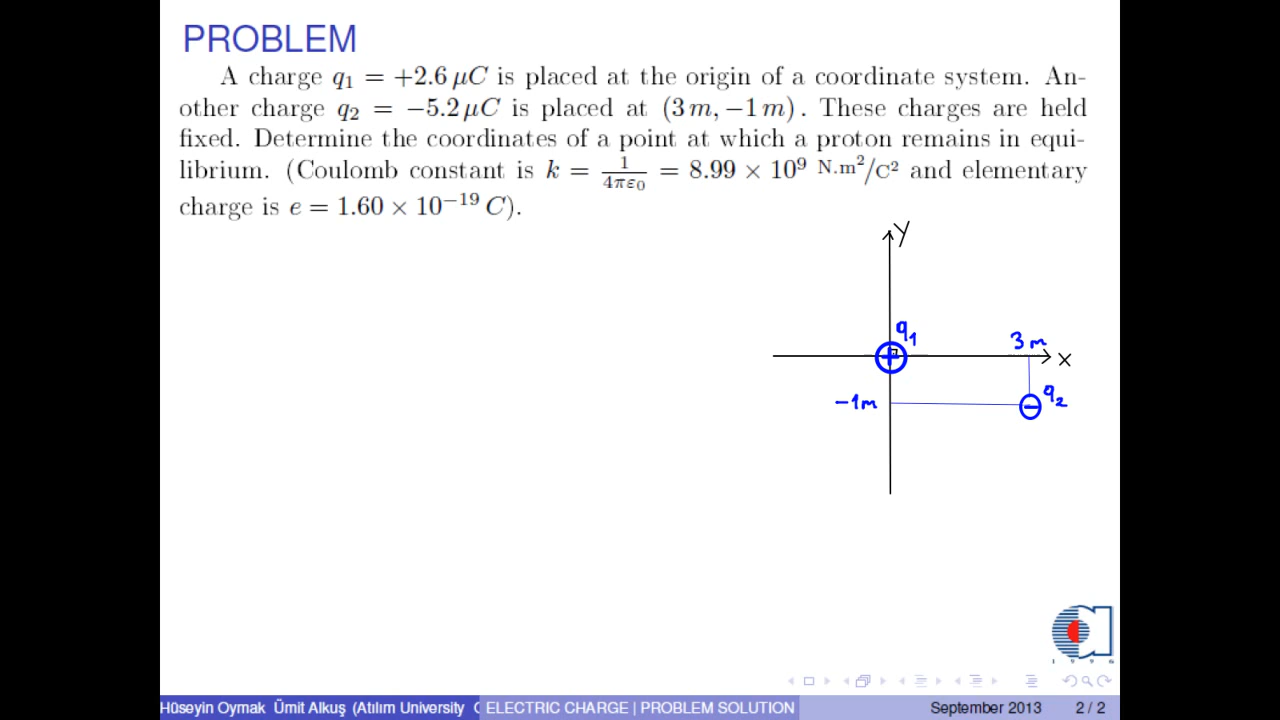 PROBLEM
A charge q₁ = +2.6 μC is placed at the origin of a coordinate system. An-
other charge q₂ = −5.2 μC is placed at (3 m, −1 m). These charges are held
fixed. Determine the coordinates of a point at which a proton remains in equi-
librium. (Coulomb constant is k = 1/4πε₀ = 8.99 × 10⁹ N.m²/C² and elementary
charge is e = 1.60 × 10⁻¹⁹ C).
y
q₁
3 m
x
−1m
q₂
+
−
1996
Hüseyin Oymak Ümit Alkuş (Atılım University ELECTRIC CHARGE | PROBLEM SOLUTION September 2013 2 / 2